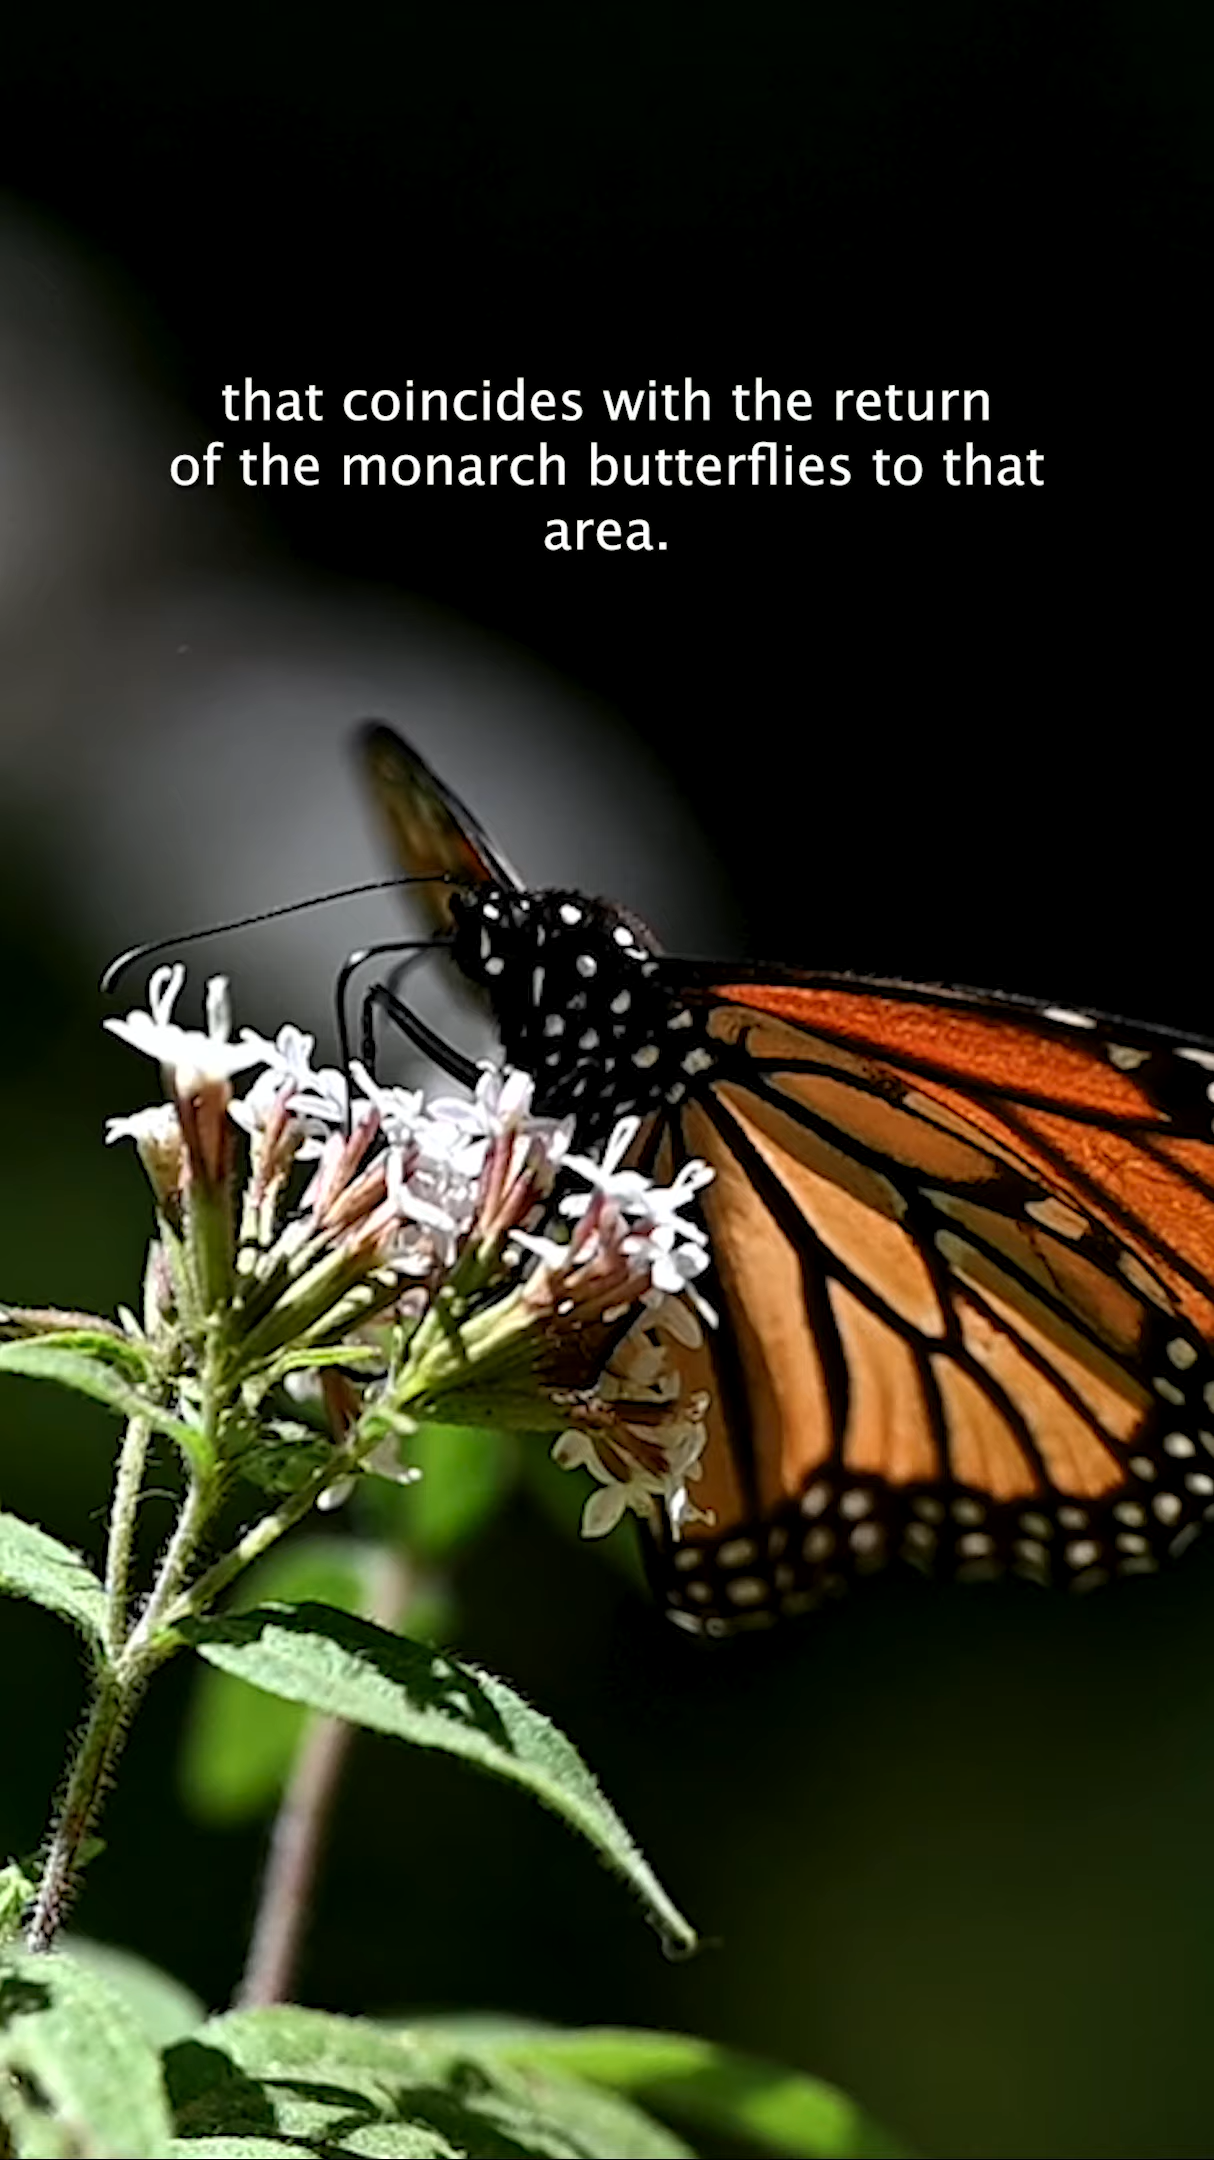 that coincides with the return
of the monarch butterflies to that
area.